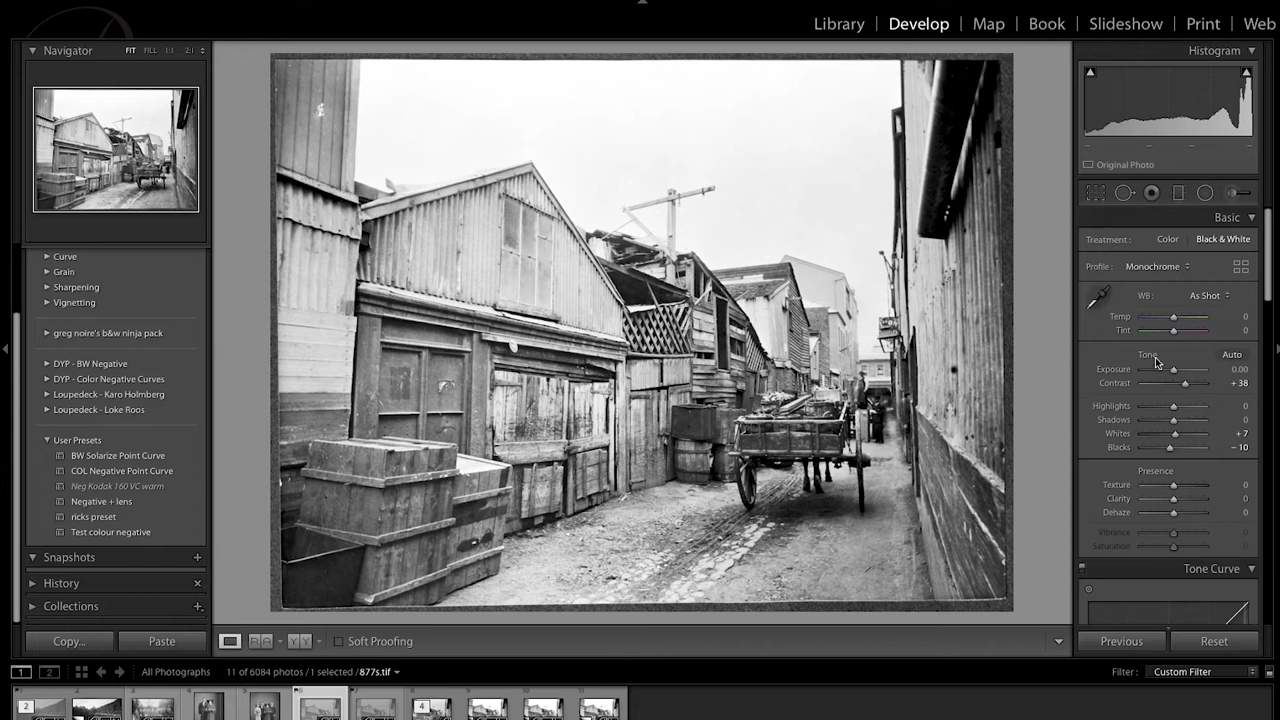 Library | Develop | Map | Book | Slideshow | Print | Web
Navigator FIT FILL 1:1 2:1
Curve
Grain
Sharpening
Vignetting
greg noire's b&w ninja pack
DYP - BW Negative
DYP - Color Negative Curves
Loupedeck - Karo Holmberg
Loupedeck - Loke Roos
User Presets
BW Solarize Point Curve
COL Negative Point Curve
Neg Kodak 160 VC warm
Negative + lens
ricks preset
Test colour negative
Snapshots +
History ×
Collections +
Copy... Paste
Soft Proofing
Histogram
Original Photo
Basic
Treatment : Color Black & White
Profile : Monochrome
WB : As Shot
Temp 0
Tint 0
Tone Auto
Exposure 0.00
Contrast + 38
Highlights 0
Shadows 0
Whites + 7
Blacks − 10
Presence
Texture 0
Clarity 0
Dehaze 0
Vibrance 0
Saturation 0
Tone Curve
Previous Reset
1 2 All Photographs 11 of 6084 photos / 1 selected / 877s.tif Filter : Custom Filter
2 4